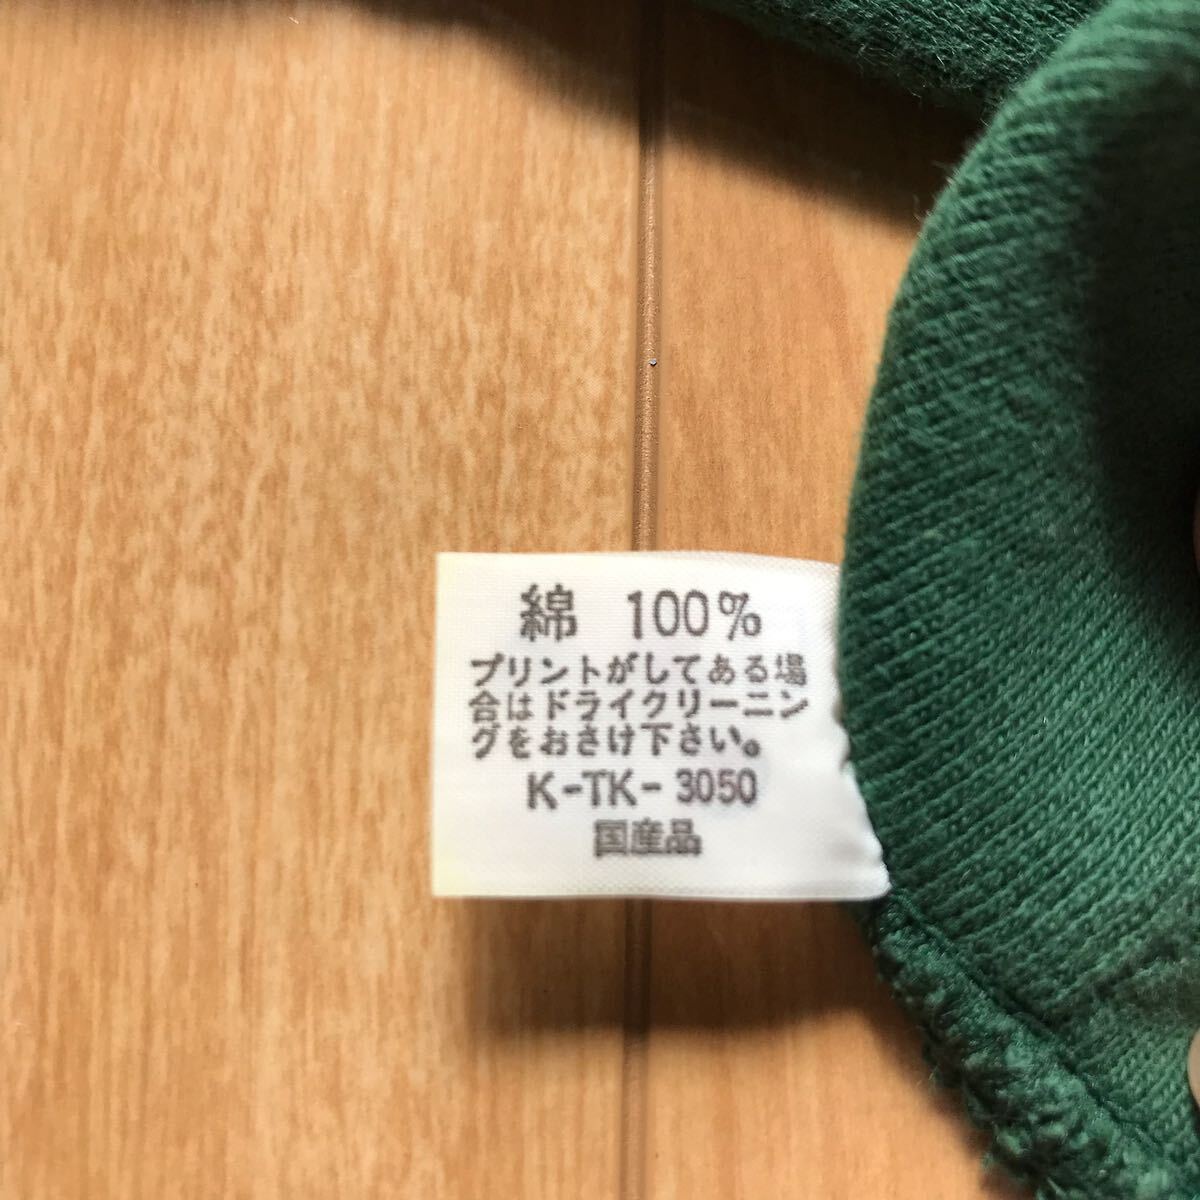 綿 100%
プリントがしてある場
合はドライクリーニン
グをおさけ下さい。
K-TK-3050
国産品